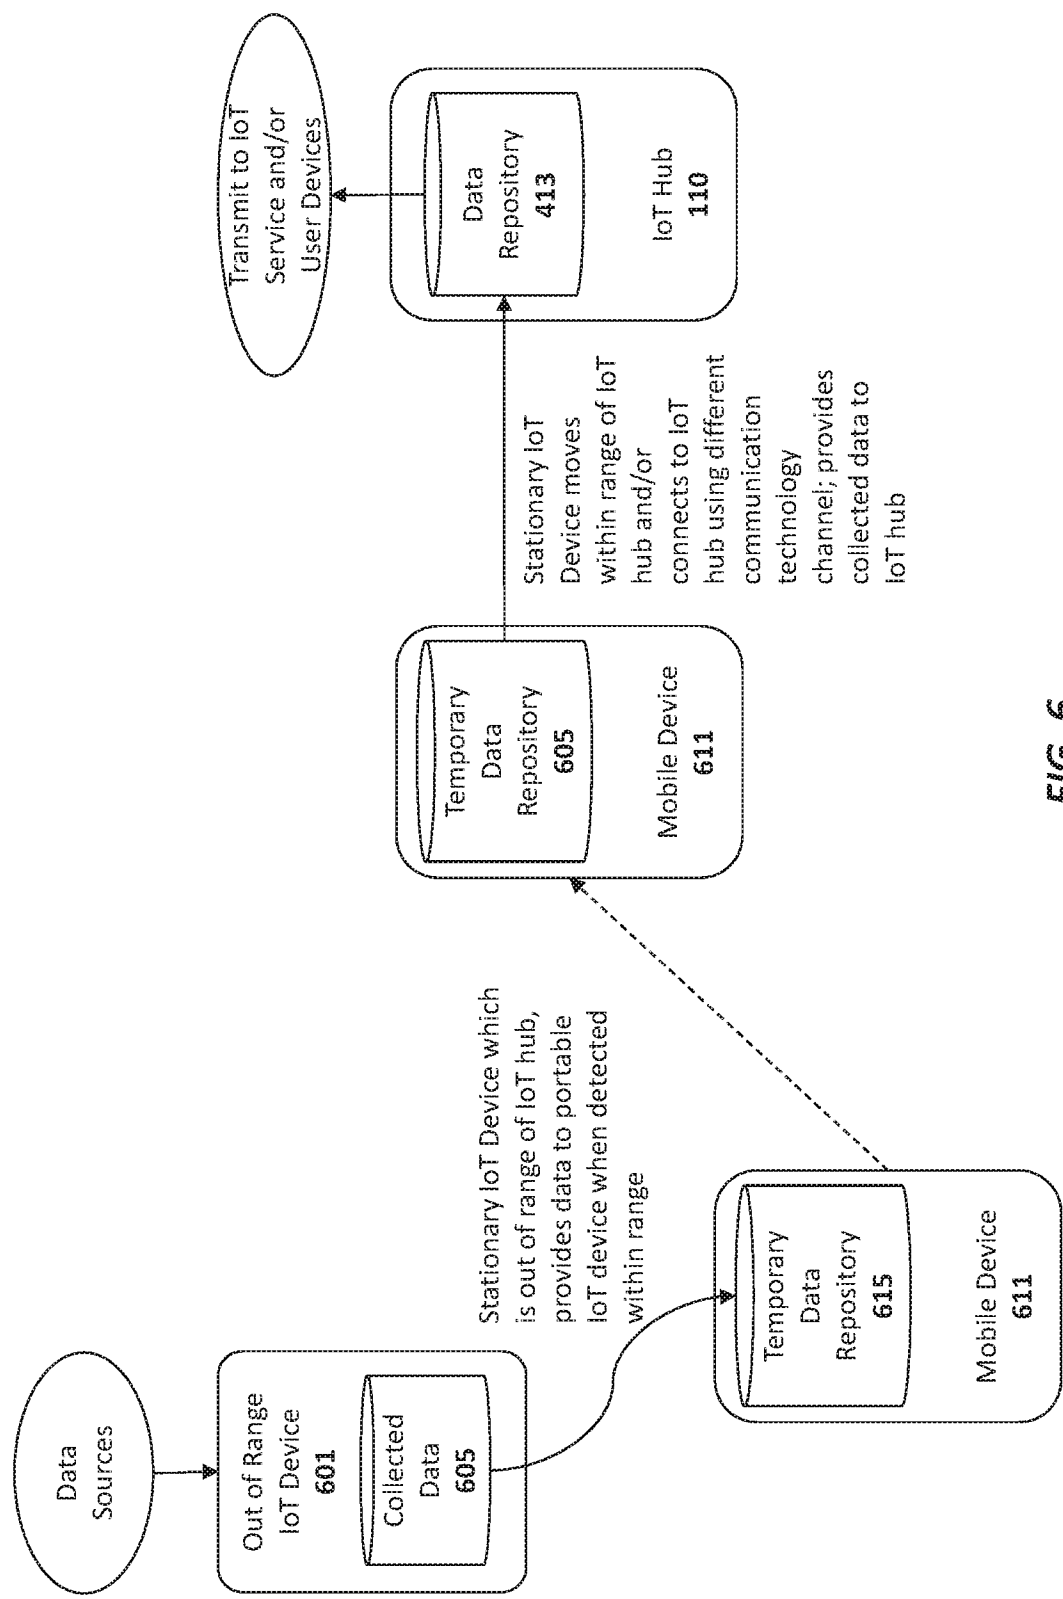 Data
Sources
Out of Range
IoT Device
601
Collected
Data
605
Stationary IoT Device which
is out of range of IoT hub,
provides data to portable
IoT device when detected
within range
Temporary
Data
Repository
615
Mobile Device
611
Temporary
Data
Repository
605
Mobile Device
611
Stationary IoT
Device moves
within range of IoT
hub and/or
connects to IoT
hub using different
communication
technology
channel; provides
collected data to
IoT hub
Transmit to IoT
Service and/or
User Devices
Data
Repository
413
IoT Hub
110
FIG. 6